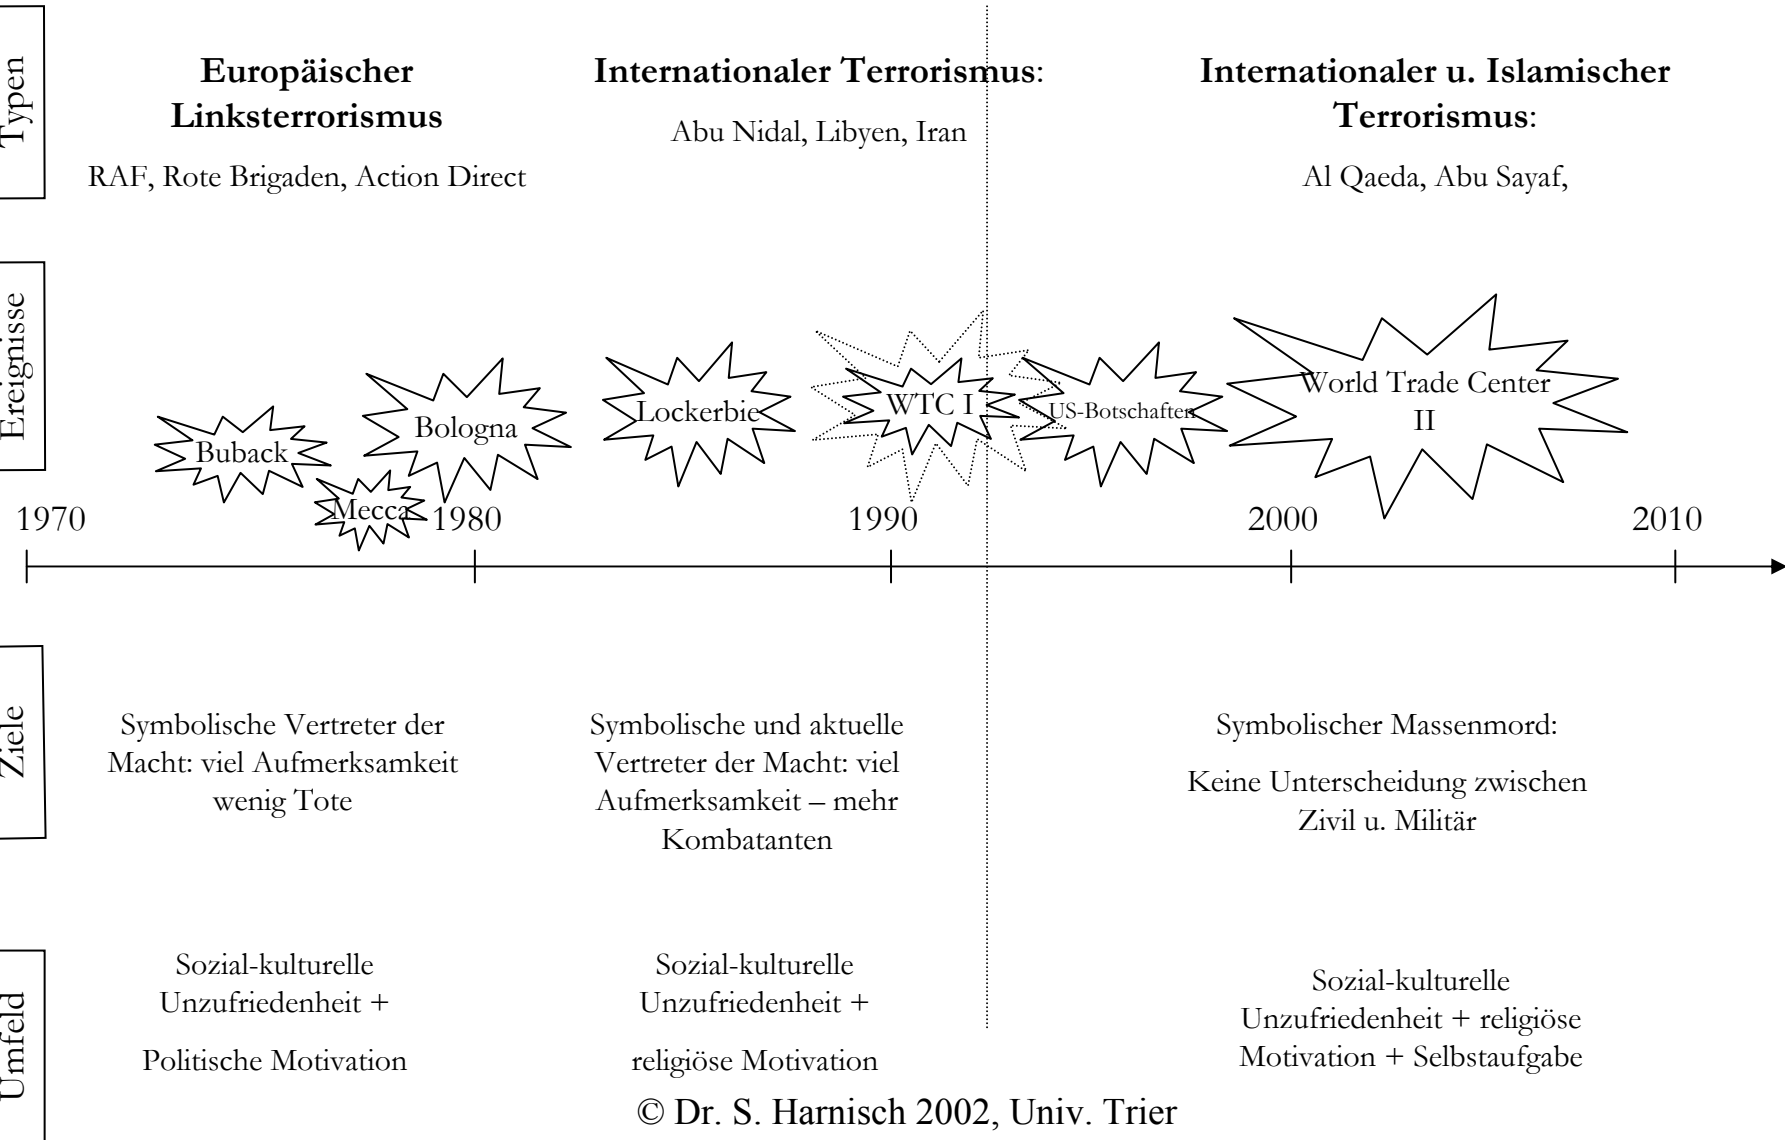 Typen
Europäischer
Linksterrorismus
RAF, Rote Brigaden, Action Direct
Internationaler Terrorismus:
Abu Nidal, Libyen, Iran
Internationaler u. Islamischer
Terrorismus:
Al Qaeda, Abu Sayaf,
Ereignisse
Buback
Mecca
Bologna
Lockerbie
WTC I
US-Botschaften
World Trade Center
II
1970
1980
1990
2000
2010
Ziele
Symbolische Vertreter der
Macht: viel Aufmerksamkeit
wenig Tote
Symbolische und aktuelle
Vertreter der Macht: viel
Aufmerksamkeit – mehr
Kombatanten
Symbolischer Massenmord:
Keine Unterscheidung zwischen
Zivil u. Militär
Umfeld
Sozial-kulturelle
Unzufriedenheit +
Politische Motivation
Sozial-kulturelle
Unzufriedenheit +
religiöse Motivation
Sozial-kulturelle
Unzufriedenheit + religiöse
Motivation + Selbstaufgabe
© Dr. S. Harnisch 2002, Univ. Trier